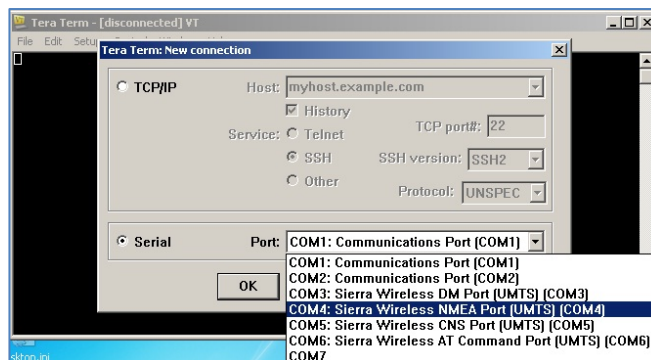 Tera Term - [disconnected] VT
File Edit Setup
Tera Term: New connection
TCP/IP
Host: myhost.example.com
History
Service: Telnet
TCP port#: 22
SSH
SSH version: SSH2
Other
Protocol: UNSPEC
Serial
Port: COM1: Communications Port (COM1)
COM1: Communications Port (COM1)
COM2: Communications Port (COM2)
COM3: Sierra Wireless DM Port (UMTS) (COM3)
COM4: Sierra Wireless NMEA Port (UMTS) (COM4)
COM5: Sierra Wireless CNS Port (UMTS) (COM5)
COM6: Sierra Wireless AT Command Port (UMTS) (COM6)
COM7
OK